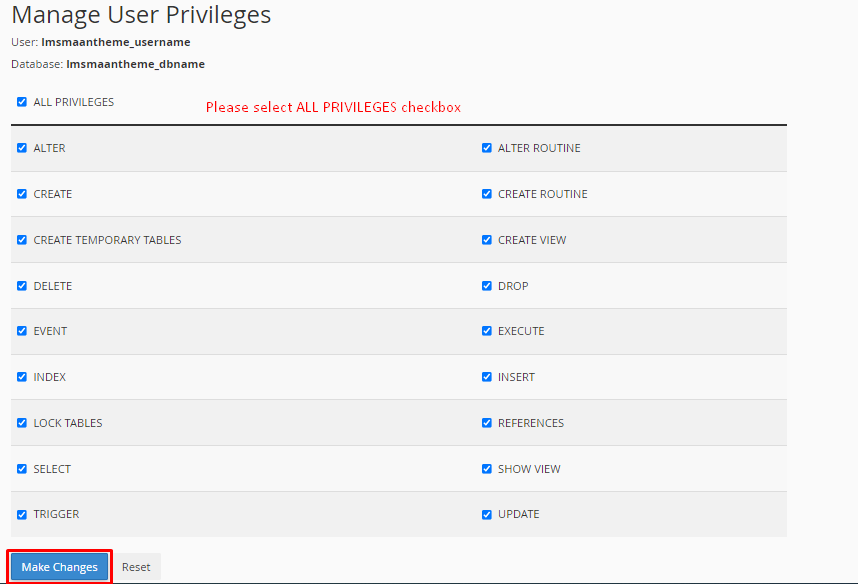 Manage User Privileges
User: lmsmaantheme_username
Database: lmsmaantheme_dbname
ALL PRIVILEGES
Please select ALL PRIVILEGES checkbox
ALTER ALTER ROUTINE
CREATE CREATE ROUTINE
CREATE TEMPORARY TABLES CREATE VIEW
DELETE DROP
EVENT EXECUTE
INDEX INSERT
LOCK TABLES REFERENCES
SELECT SHOW VIEW
TRIGGER UPDATE
Make Changes Reset